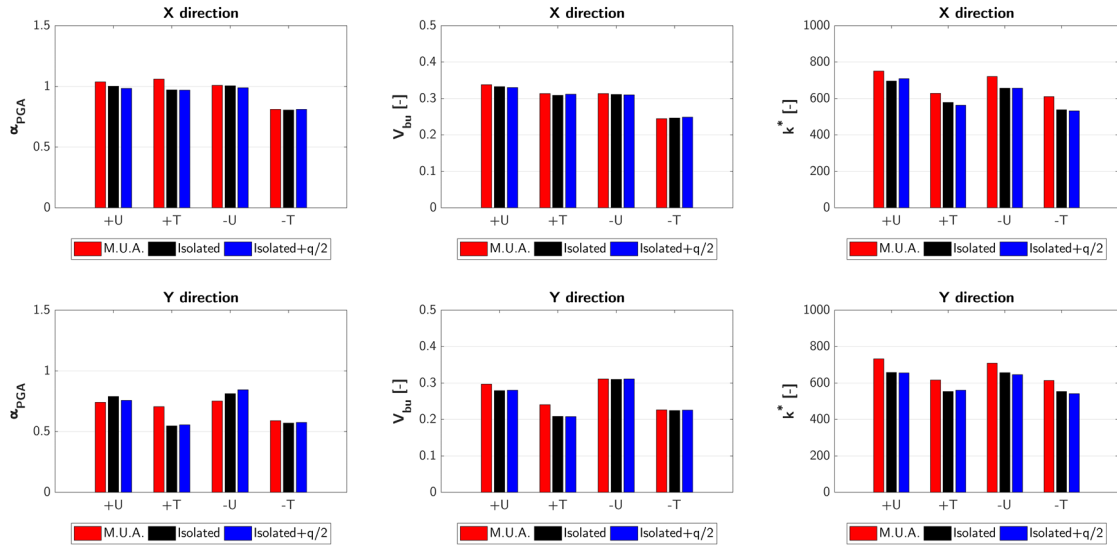 X direction
1.5
1
0.5
0
α_PGA
+U +T -U -T
M.U.A. Isolated Isolated+q/2
X direction
0.5
0.4
0.3
0.2
0.1
0
V_bu [-]
+U +T -U -T
M.U.A. Isolated Isolated+q/2
X direction
1000
800
600
400
200
0
k* [-]
+U +T -U -T
M.U.A. Isolated Isolated+q/2
Y direction
1.5
1
0.5
0
α_PGA
+U +T -U -T
M.U.A. Isolated Isolated+q/2
Y direction
0.5
0.4
0.3
0.2
0.1
0
V_bu [-]
+U +T -U -T
M.U.A. Isolated Isolated+q/2
Y direction
1000
800
600
400
200
0
k* [-]
+U +T -U -T
M.U.A. Isolated Isolated+q/2